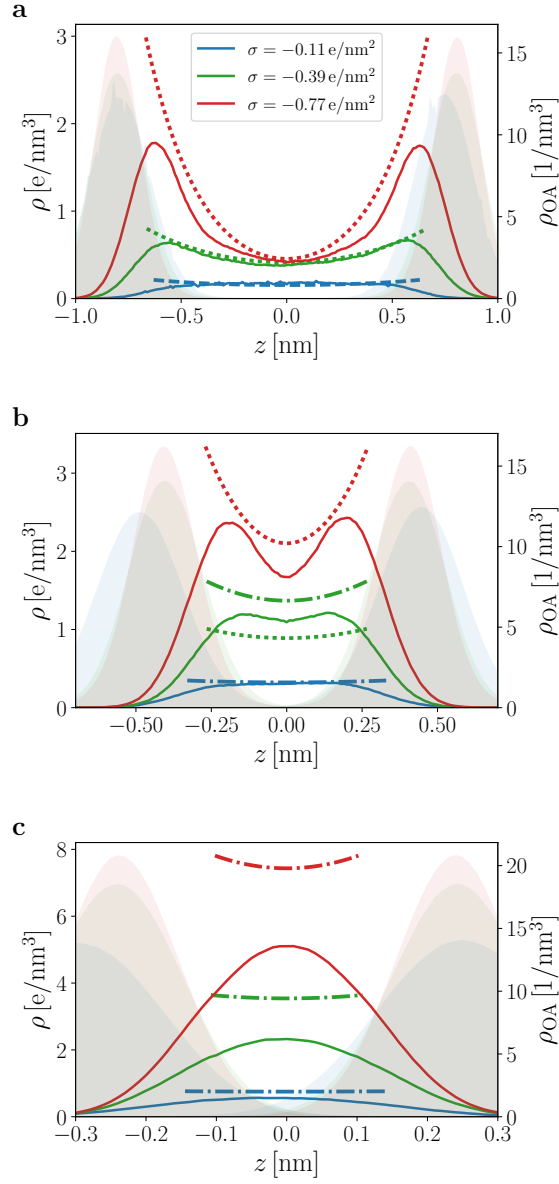 a
σ = −0.11 e/nm²
σ = −0.39 e/nm²
σ = −0.77 e/nm²
3
2
1
0
ρ [e/nm³]
15
10
5
0
ρOA [1/nm³]
−1.0 −0.5 0.0 0.5 1.0
z [nm]
b
3
2
1
0
ρ [e/nm³]
15
10
5
0
ρOA [1/nm³]
−0.50 −0.25 0.00 0.25 0.50
z [nm]
c
8
6
4
2
0
ρ [e/nm³]
20
15
10
5
0
ρOA [1/nm³]
−0.3 −0.2 −0.1 0.0 0.1 0.2 0.3
z [nm]